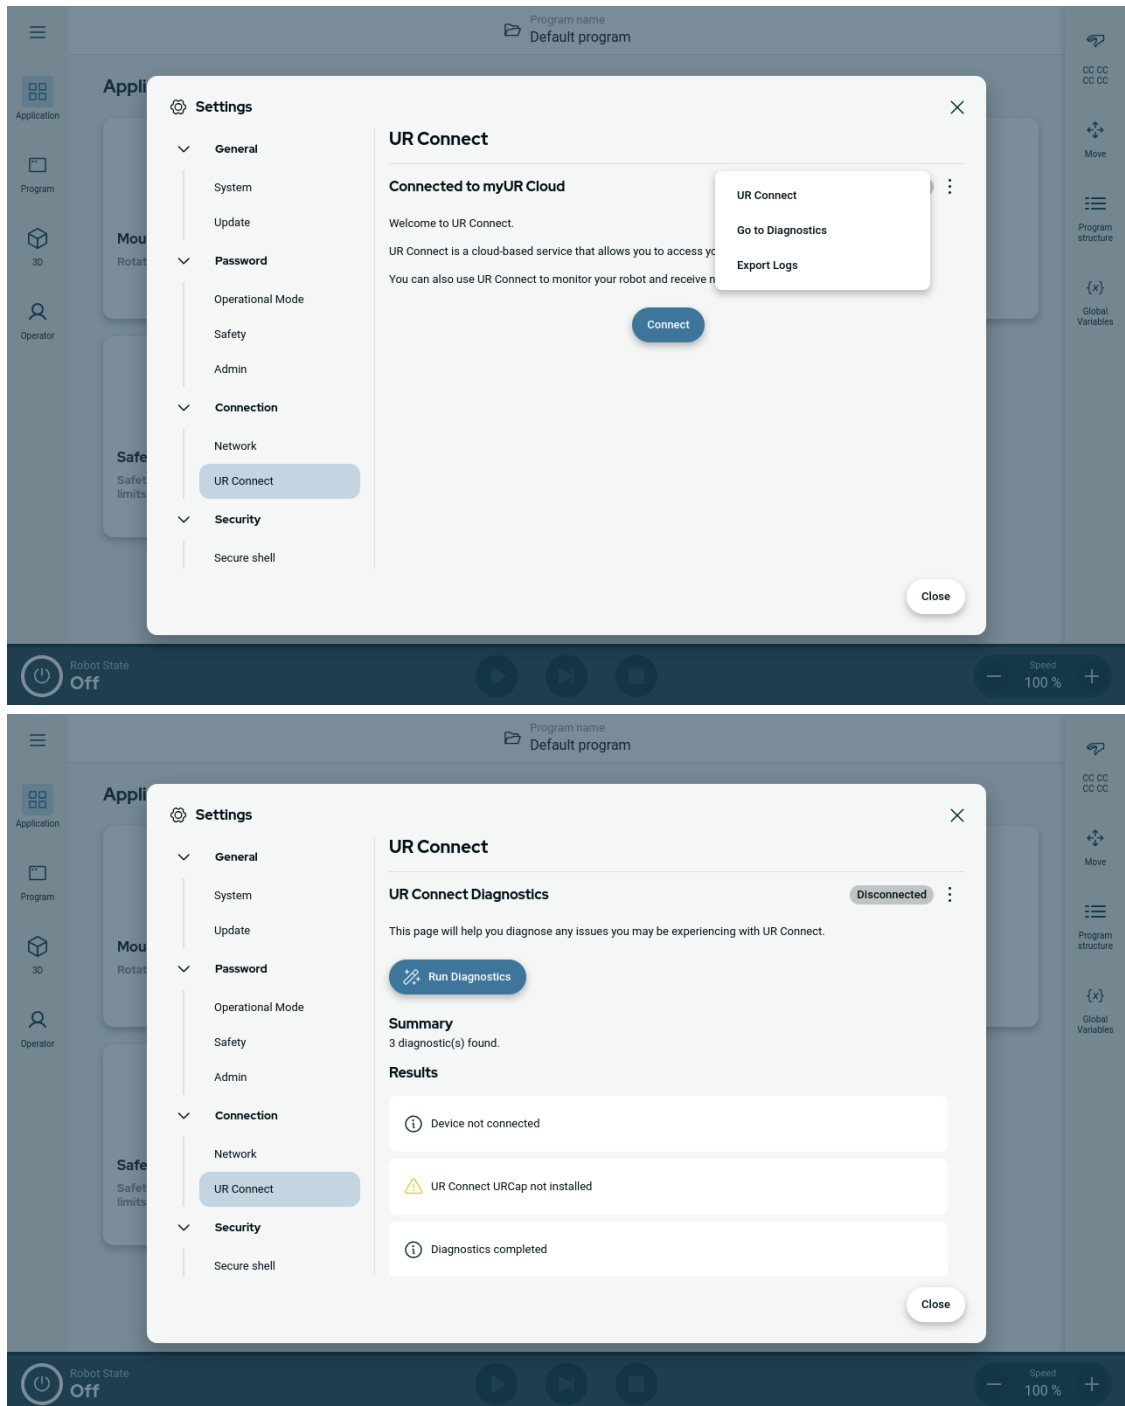 Program name
Default program
Application
Program
3D
Operator
Appli
Mou
Rotat
Safe
Safet
limits
Settings
General
System
Update
Password
Operational Mode
Safety
Admin
Connection
Network
UR Connect
Security
Secure shell
UR Connect
Connected to myUR Cloud
Welcome to UR Connect.
UR Connect is a cloud-based service that allows you to access yo
You can also use UR Connect to monitor your robot and receive n
UR Connect
Go to Diagnostics
Export Logs
Connect
Close
CC CC
CC CC
Move
Program
structure
{x}
Global
Variables
Robot State
Off
Speed
100 %
Program name
Default program
Application
Program
3D
Operator
Appli
Mou
Rotat
Safe
Safet
limits
Settings
General
System
Update
Password
Operational Mode
Safety
Admin
Connection
Network
UR Connect
Security
Secure shell
UR Connect
UR Connect Diagnostics
Disconnected
This page will help you diagnose any issues you may be experiencing with UR Connect.
Run Diagnostics
Summary
3 diagnostic(s) found.
Results
Device not connected
UR Connect URCap not installed
Diagnostics completed
Close
CC CC
CC CC
Move
Program
structure
{x}
Global
Variables
Robot State
Off
Speed
100 %